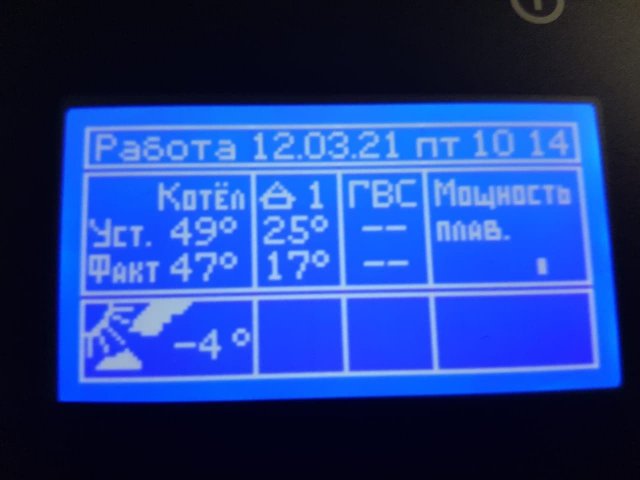 Работа 12.03.21 пт 10 14
Котёл 1 ГВС Мощность
Уст. 49° 25° -- плав.
Факт 47° 17° --
-4°